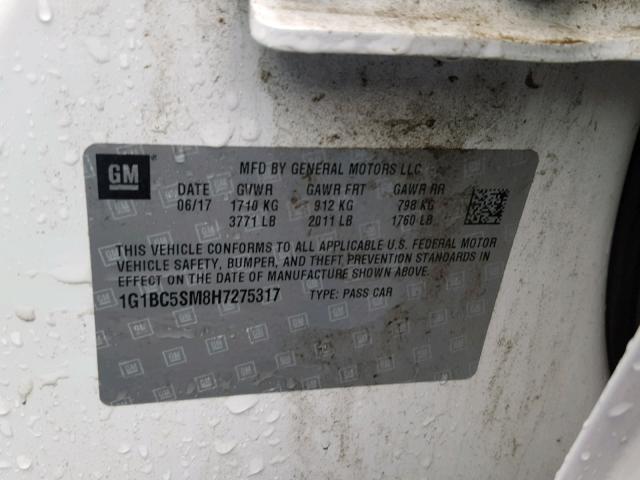 GM
MFD BY GENERAL MOTORS LLC
DATE GVWR GAWR FRT GAWR RR
06/17 1710 KG 912 KG 798 KG
3771 LB 2011 LB 1760 LB
THIS VEHICLE CONFORMS TO ALL APPLICABLE U.S. FEDERAL MOTOR
VEHICLE SAFETY, BUMPER, AND THEFT PREVENTION STANDARDS IN
EFFECT ON THE DATE OF MANUFACTURE SHOWN ABOVE.
1G1BC5SM8H7275317 TYPE: PASS CAR